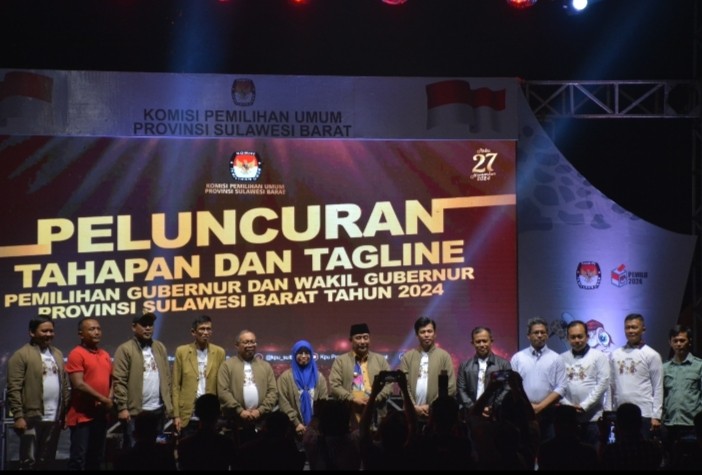 KOMISI PEMILIHAN UMUM
PROVINSI SULAWESI BARAT
KOMISI PEMILIHAN UMUM
PROVINSI SULAWESI BARAT
27
2024
PELUNCURAN
TAHAPAN DAN TAGLINE
PEMILIHAN GUBERNUR DAN WAKIL GUBERNUR
PROVINSI SULAWESI BARAT TAHUN 2024